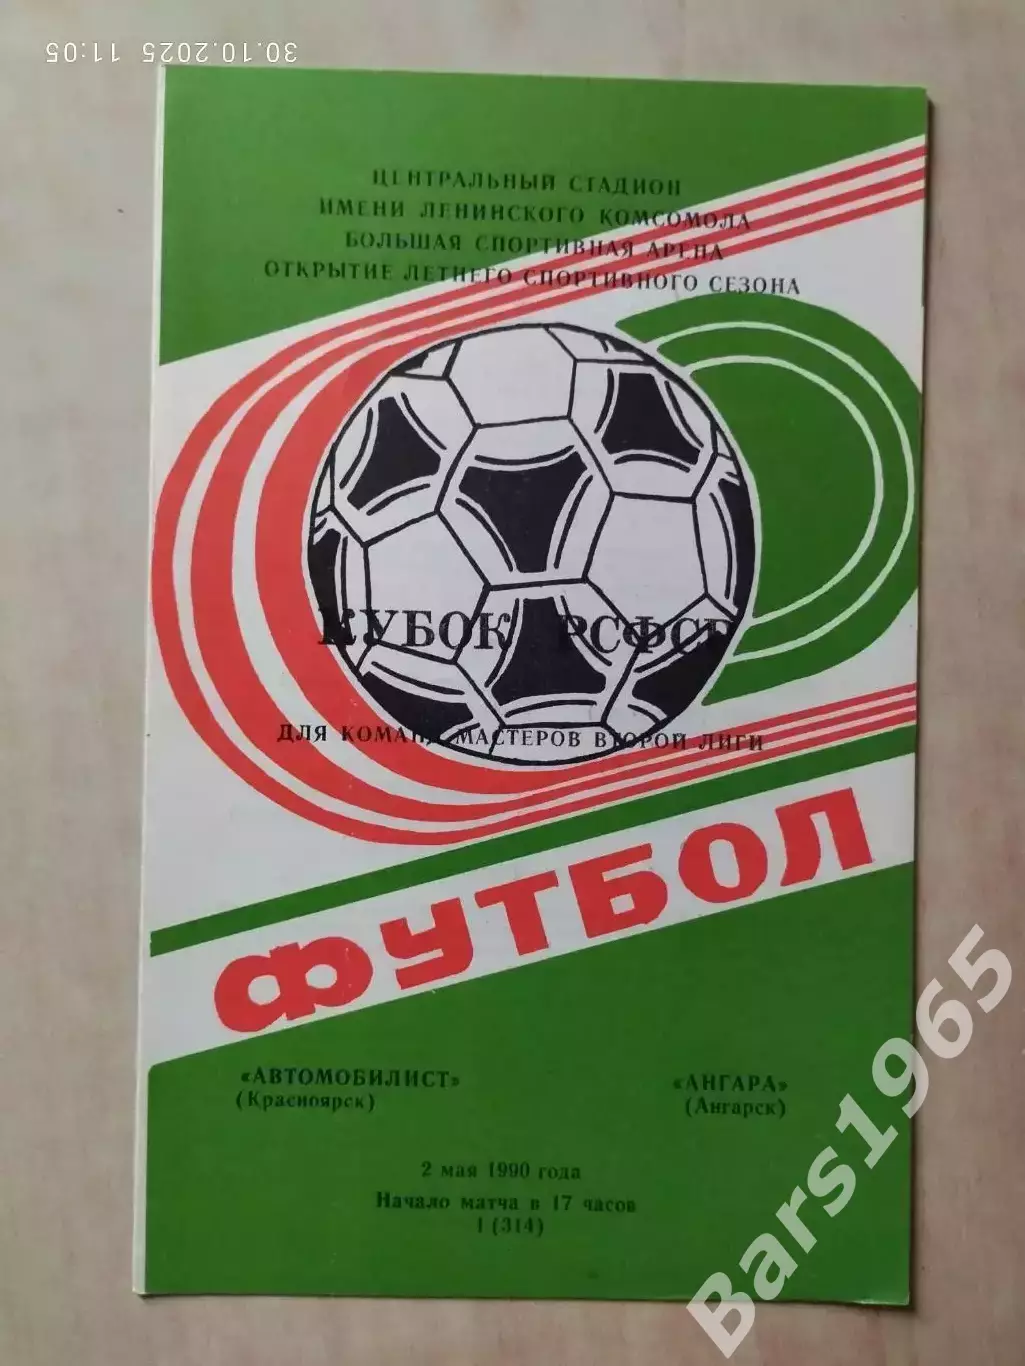 30.10.2025 11:05
ЦЕНТРАЛЬНЫЙ СТАДИОН
ИМЕНИ ЛЕНИНСКОГО КОМСОМОЛА
БОЛЬШАЯ СПОРТИВНАЯ АРЕНА
ОТКРЫТИЕ ЛЕТНЕГО СПОРТИВНОГО СЕЗОНА
КУБОК РСФСР
ДЛЯ КОМАНД МАСТЕРОВ ВТОРОЙ ЛИГИ
ФУТБОЛ
«АВТОМОБИЛИСТ» «АНГАРА»
(Красноярск) (Ангарск)
2 мая 1990 года
Начало матча в 17 часов
1 (314)
Bars1965